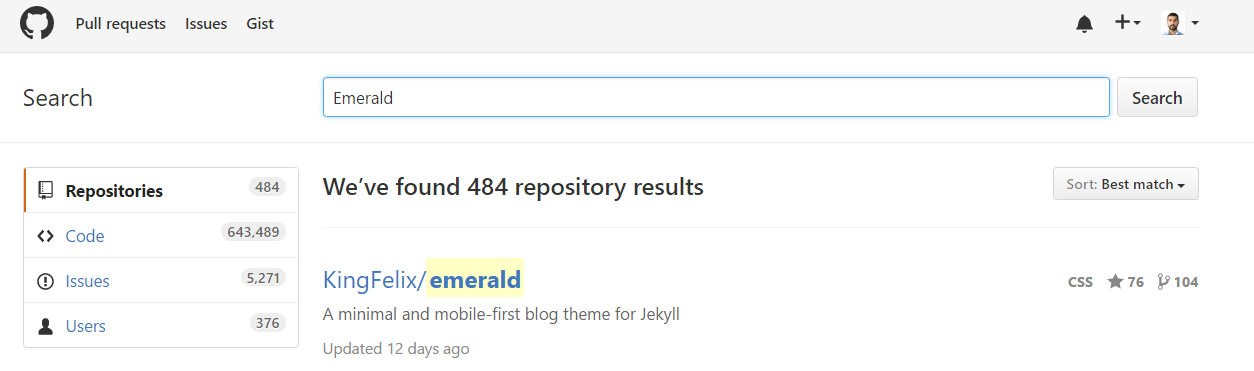 Pull requests Issues Gist
Search Emerald Search
Repositories 484
Code 643,489
Issues 5,271
Users 376
We’ve found 484 repository results Sort: Best match
KingFelix/emerald CSS 76 104
A minimal and mobile-first blog theme for Jekyll
Updated 12 days ago